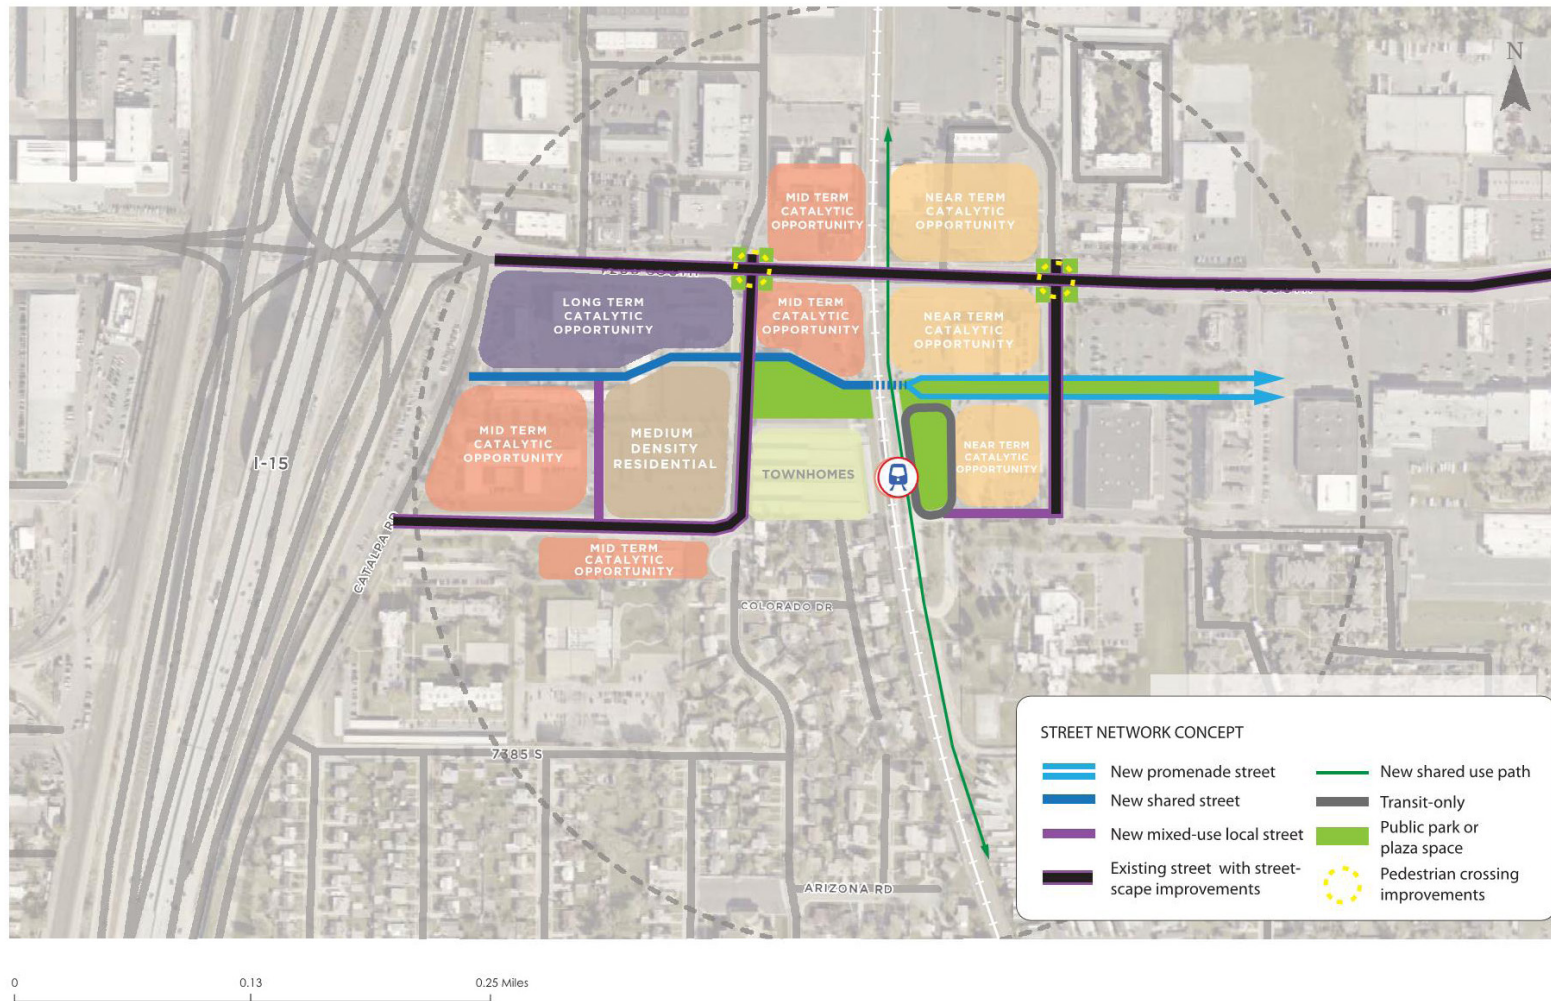 N
MID TERM
CATALYTIC
OPPORTUNITY
NEAR TERM
CATALYTIC
OPPORTUNITY
LONG TERM
CATALYTIC
OPPORTUNITY
MID TERM
CATALYTIC
OPPORTUNITY
NEAR TERM
CATALYTIC
OPPORTUNITY
MID TERM
CATALYTIC
OPPORTUNITY
MEDIUM
DENSITY
RESIDENTIAL
TOWNHOMES
NEAR TERM
CATALYTIC
OPPORTUNITY
I-15
CATALPA RD
MID TERM
CATALYTIC
OPPORTUNITY
COLORADO DR
7385 S
ARIZONA RD
STREET NETWORK CONCEPT
New promenade street
New shared street
New mixed-use local street
Existing street with street-
scape improvements
New shared use path
Transit-only
Public park or
plaza space
Pedestrian crossing
improvements
0 0.13 0.25 Miles